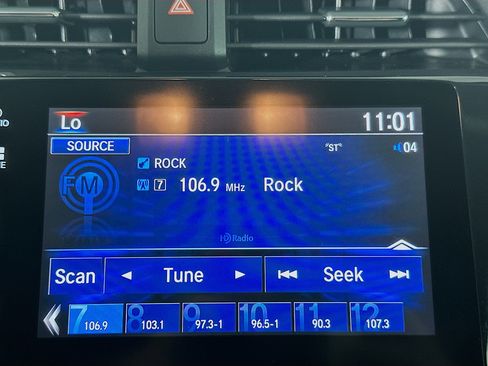 Lo
11:01
SOURCE
"ST"
04
ROCK
FM
7
106.9 MHz
Rock
HD Radio
Scan
Tune
Seek
7 8 9 10 11 12
106.9 103.1 97.3-1 96.5-1 90.3 107.3